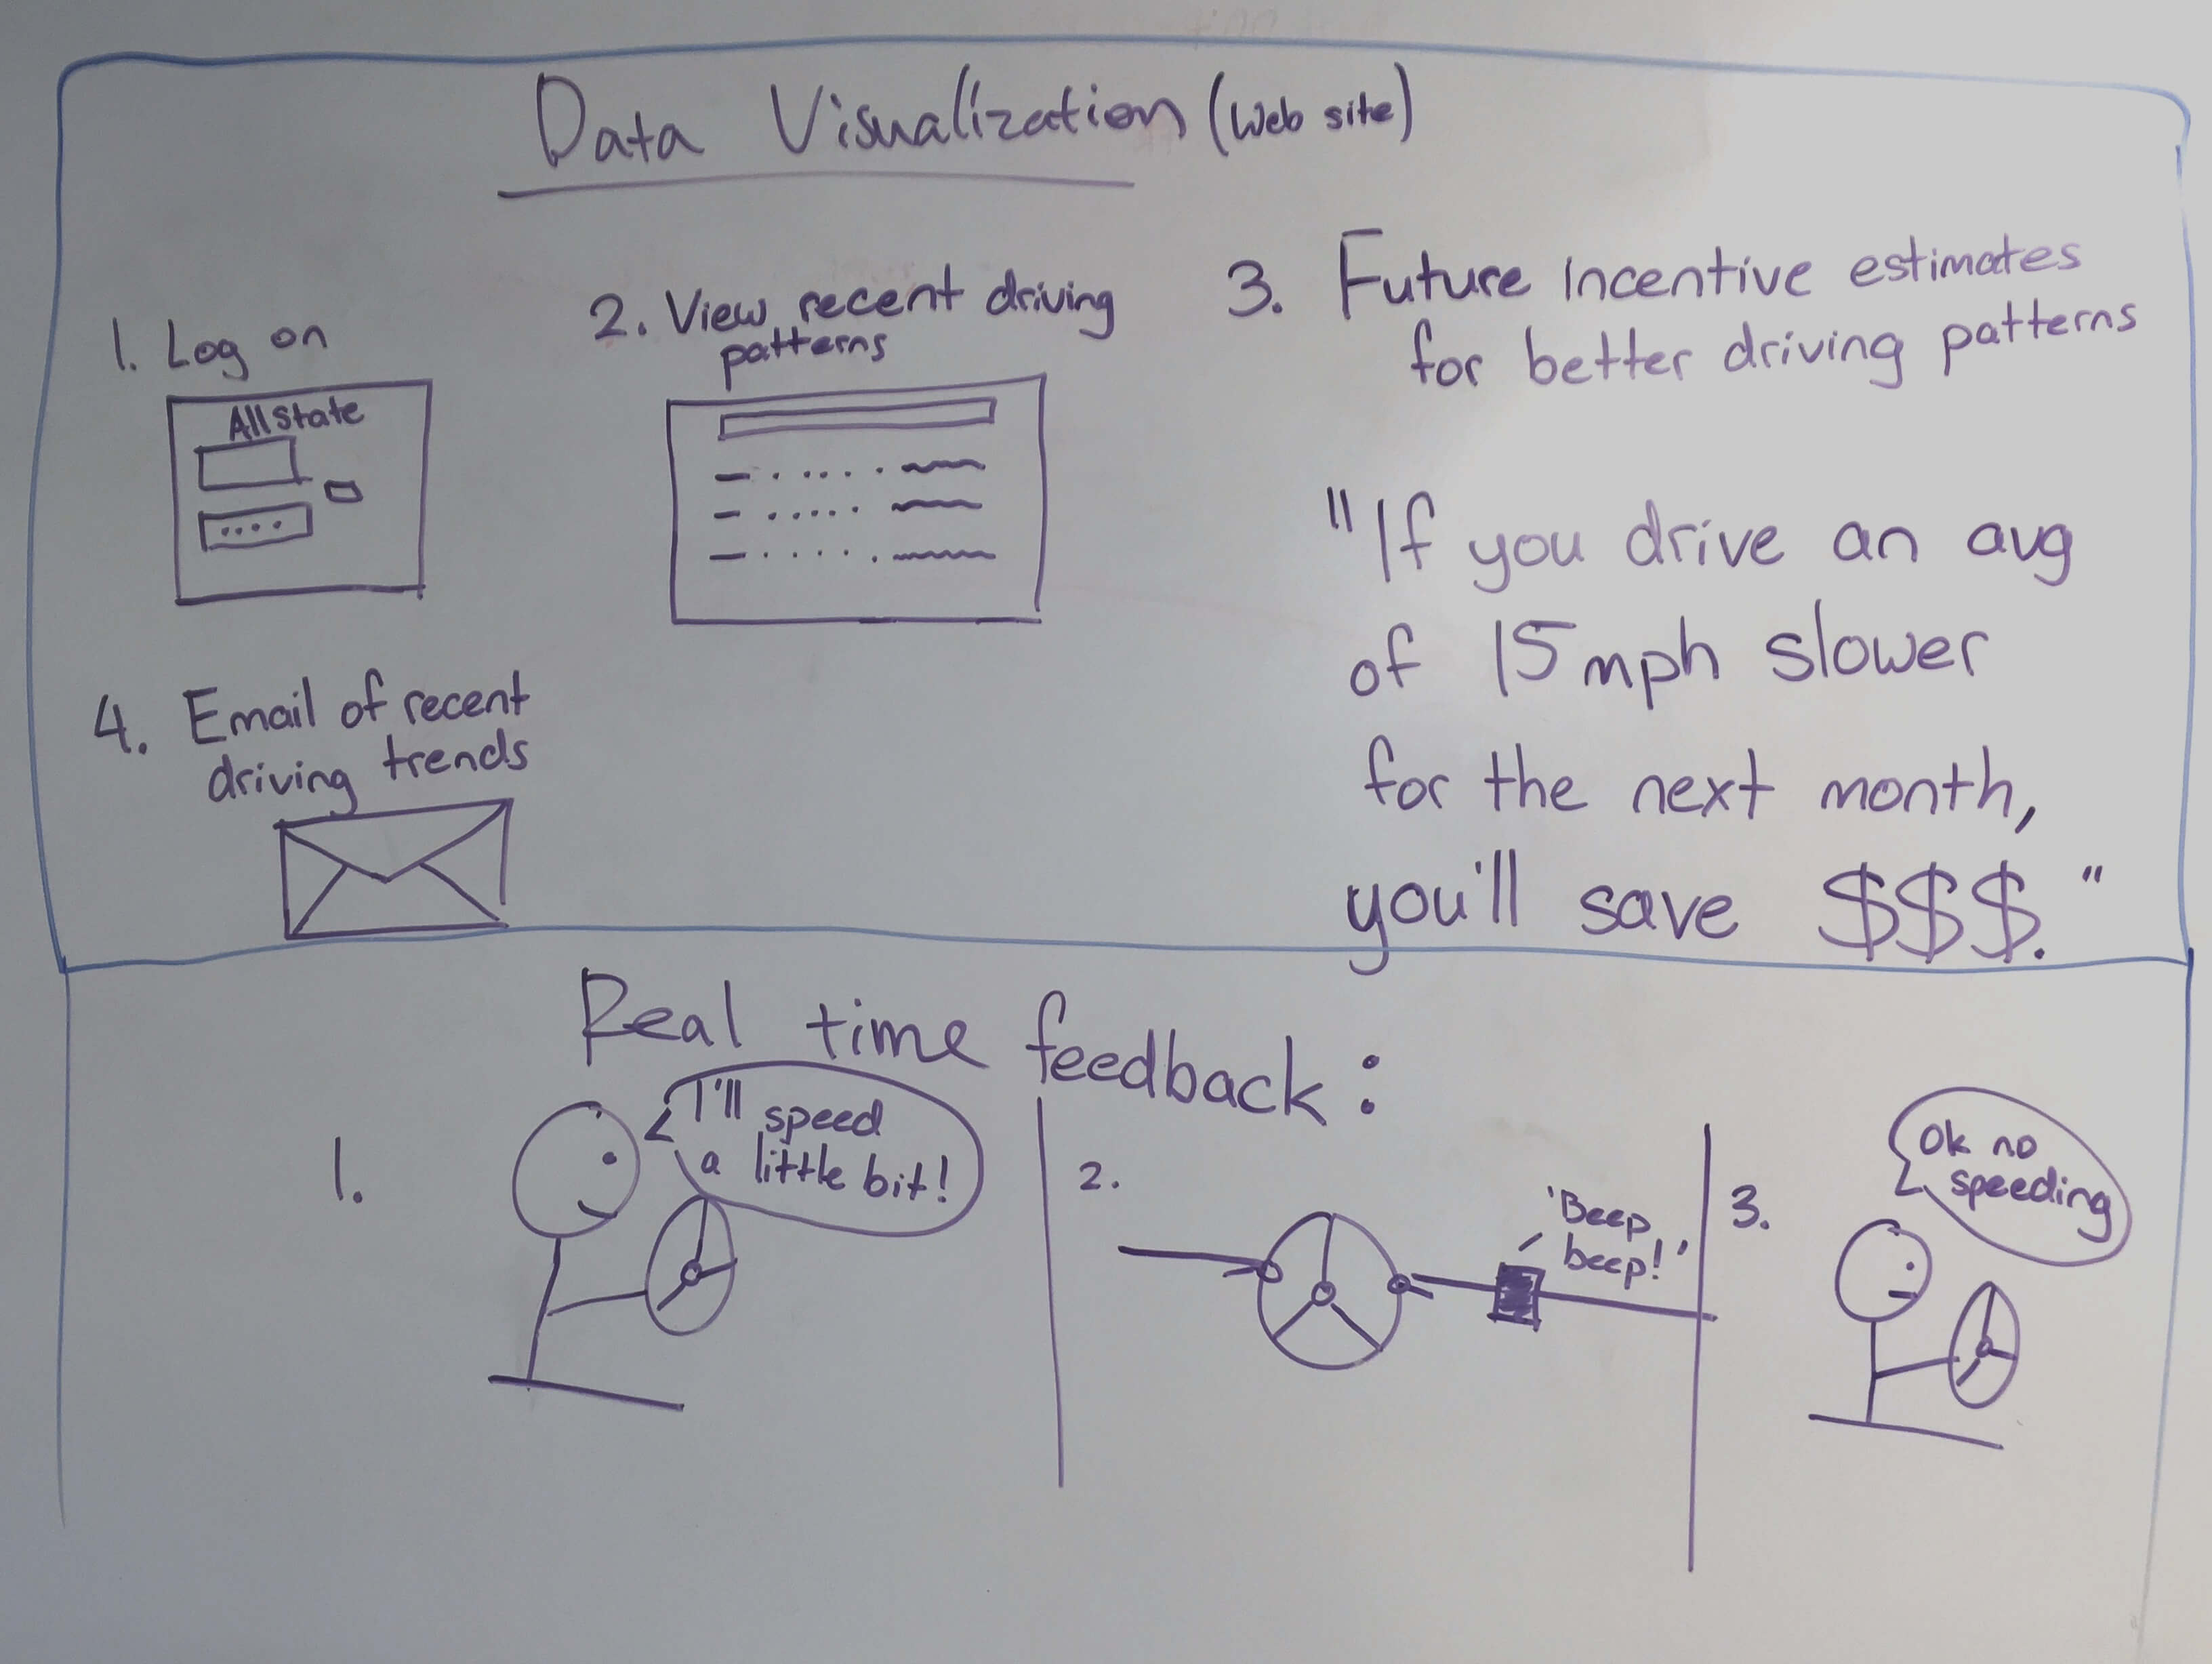 Data Visualization (Web site)
1. Log on
All state
2. View recent driving
patterns
3. Future incentive estimates
for better driving patterns
"If you drive an avg
of 15 mph slower
for the next month,
you'll save $$$."
4. Email of recent
driving trends
Real time feedback:
1.
I'll speed
a little bit!
2.
'Beep
beep!'
3.
Ok no
speeding